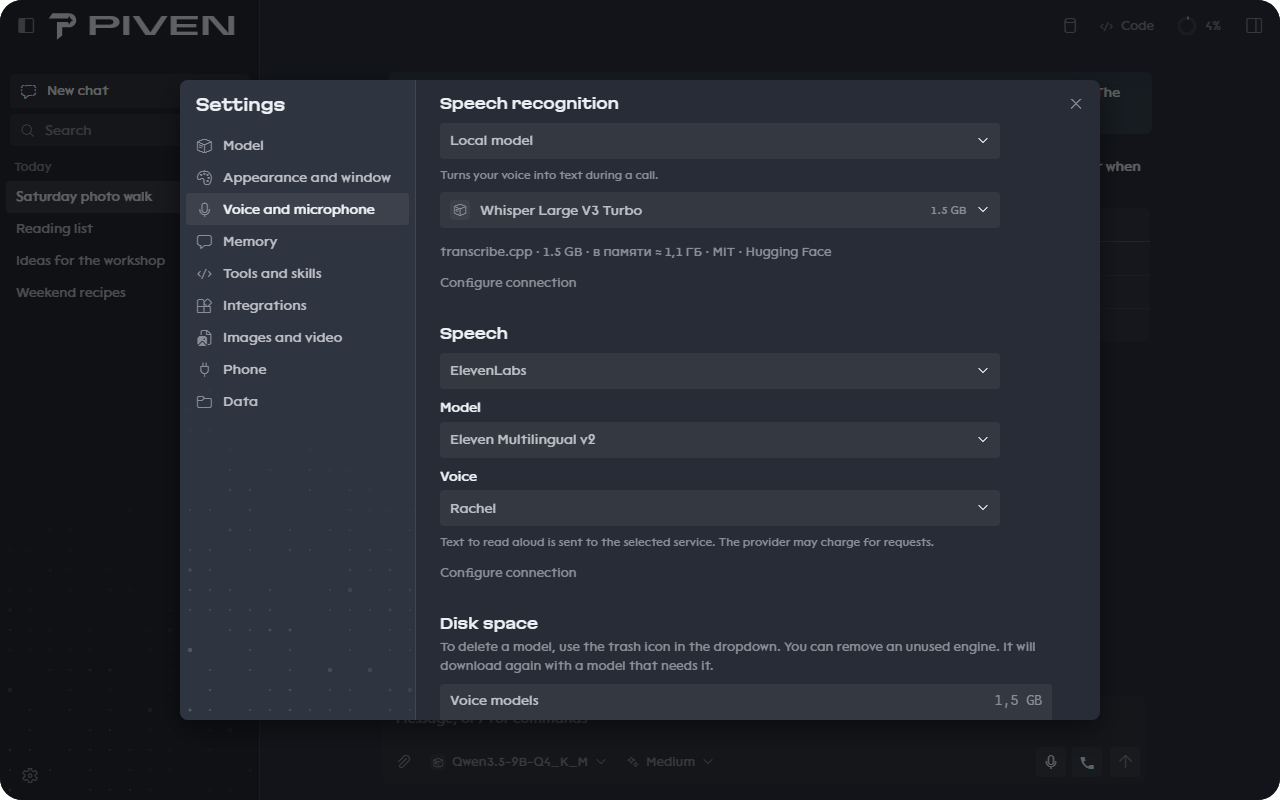 PIVEN
Code
4%
New chat
Search
Today
Saturday photo walk
Reading list
Ideas for the workshop
Weekend recipes
The
when
Settings
Model
Appearance and window
Voice and microphone
Memory
Tools and skills
Integrations
Images and video
Phone
Data
Speech recognition
Local model
Turns your voice into text during a call.
Whisper Large V3 Turbo 1.5 GB
transcribe.cpp · 1.5 GB · в памяти ≈ 1,1 ГБ · MIT · Hugging Face
Configure connection
Speech
ElevenLabs
Model
Eleven Multilingual v2
Voice
Rachel
Text to read aloud is sent to the selected service. The provider may charge for requests.
Configure connection
Disk space
To delete a model, use the trash icon in the dropdown. You can remove an unused engine. It will
download again with a model that needs it.
Voice models 1,5 GB
Qwen3.5-9B-Q4_K_M Medium